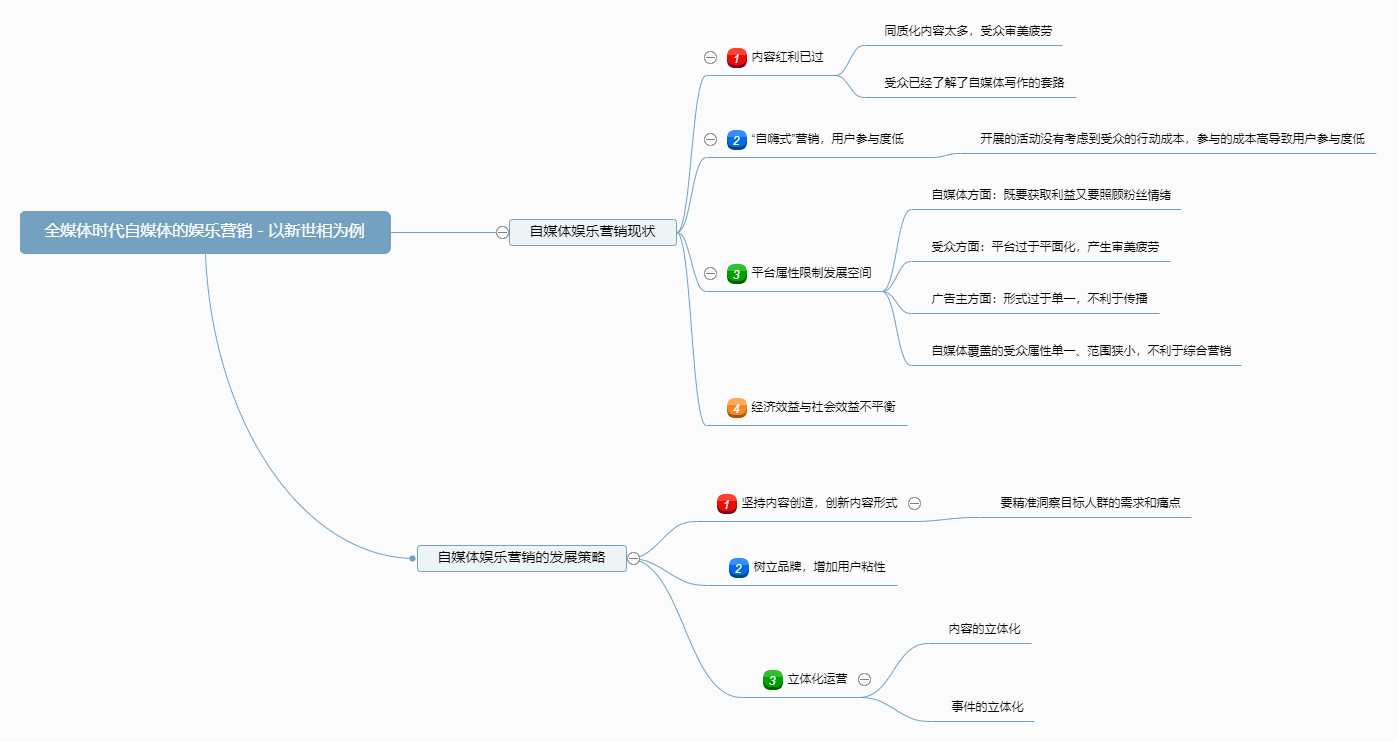 全媒体时代自媒体的娱乐营销 - 以新世相为例
自媒体娱乐营销现状
1 内容红利已过
同质化内容太多，受众审美疲劳
受众已经了解了自媒体写作的套路
2 “自嗨式”营销，用户参与度低
开展的活动没有考虑到受众的行动成本，参与的成本高导致用户参与度低
3 平台属性限制发展空间
自媒体方面：既要获取利益又要照顾粉丝情绪
受众方面：平台过于平面化，产生审美疲劳
广告主方面：形式过于单一，不利于传播
自媒体覆盖的受众属性单一、范围狭小，不利于综合营销
4 经济效益与社会效益不平衡
自媒体娱乐营销的发展策略
1 坚持内容创造，创新内容形式
要精准洞察目标人群的需求和痛点
2 树立品牌，增加用户粘性
3 立体化运营
内容的立体化
事件的立体化